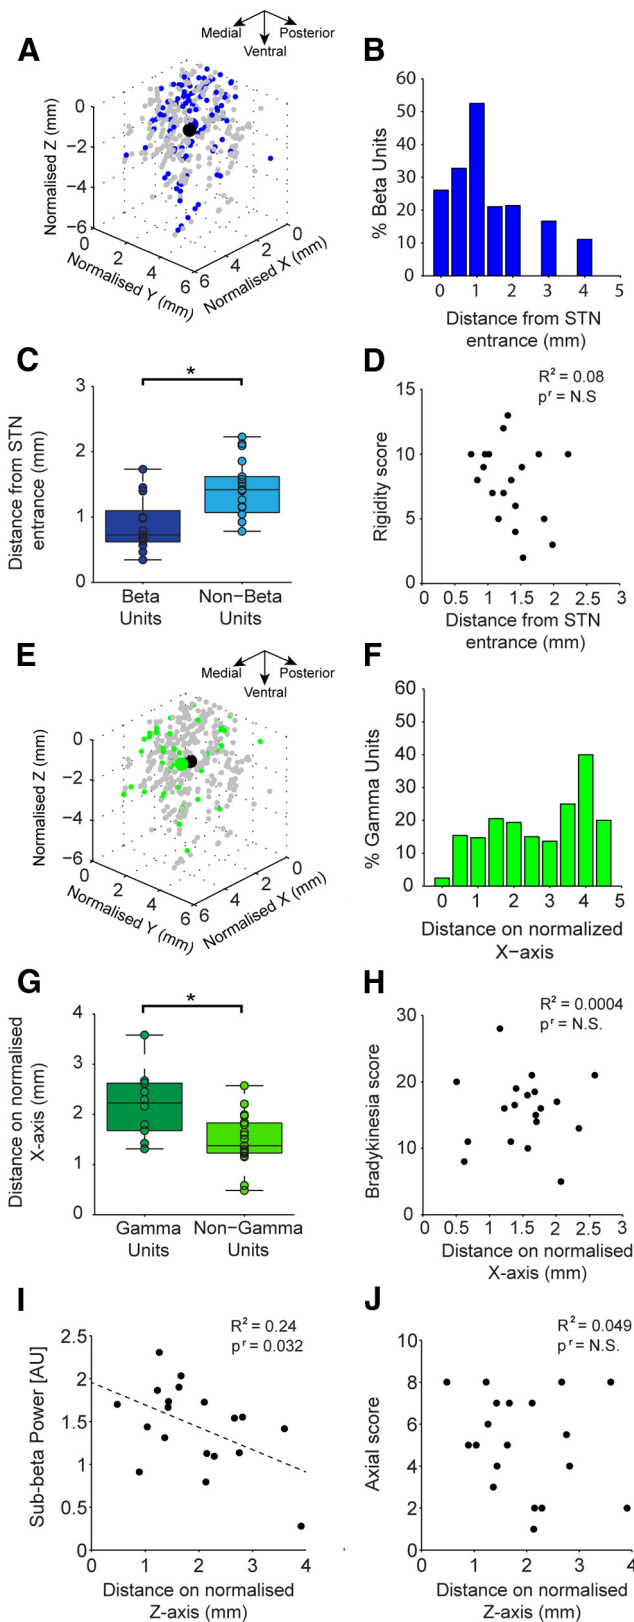 A
Medial
Posterior
Ventral
Normalised Z (mm)
0
−2
−4
−6
0
2
4
6
Normalised Y (mm)
6
4
2
0
Normalised X (mm)
B
% Beta Units
60
50
40
30
20
10
0
0 1 2 3 4 5
Distance from STN
entrance (mm)
C
*
Distance from STN
entrance (mm)
3
2
1
0
Beta
Units
Non−Beta
Units
D
R² = 0.08
pʳ = N.S
Rigidity score
15
10
5
0
0 0.5 1 1.5 2 2.5 3
Distance from STN
entrance (mm)
E
Medial
Posterior
Ventral
Normalised Z (mm)
0
−2
−4
−6
0
2
4
6
Normalised Y (mm)
6
4
2
0
Normalised X (mm)
F
% Gamma Units
60
50
40
30
20
10
0
0 1 2 3 4 5
Distance on normalized
X−axis
G
*
Distance on normalised
X-axis (mm)
4
3
2
1
0
Gamma
Units
Non−Gamma
Units
H
R² = 0.0004
pʳ = N.S.
Bradykinesia score
30
20
10
0
0 0.5 1 1.5 2 2.5 3
Distance on normalised
X-axis (mm)
I
R² = 0.24
pʳ = 0.032
Sub-beta Power [AU]
2.5
2
1.5
1
0.5
0
0 1 2 3 4
Distance on normalised
Z-axis (mm)
J
R² = 0.049
pʳ = N.S.
Axial score
10
8
6
4
2
0
0 1 2 3 4
Distance on normalised
Z-axis (mm)